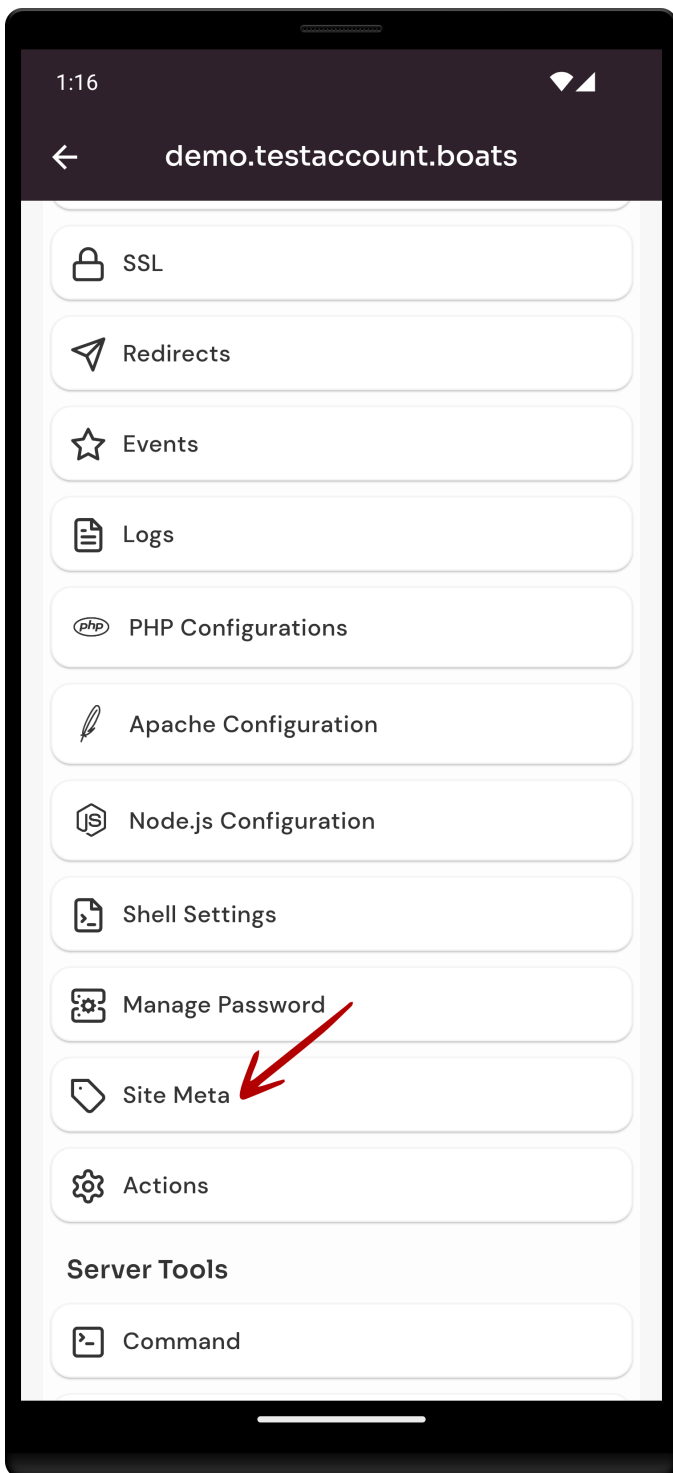 1:16
demo.testaccount.boats
SSL
Redirects
Events
Logs
php PHP Configurations
Apache Configuration
JS Node.js Configuration
Shell Settings
Manage Password
Site Meta
Actions
Server Tools
Command